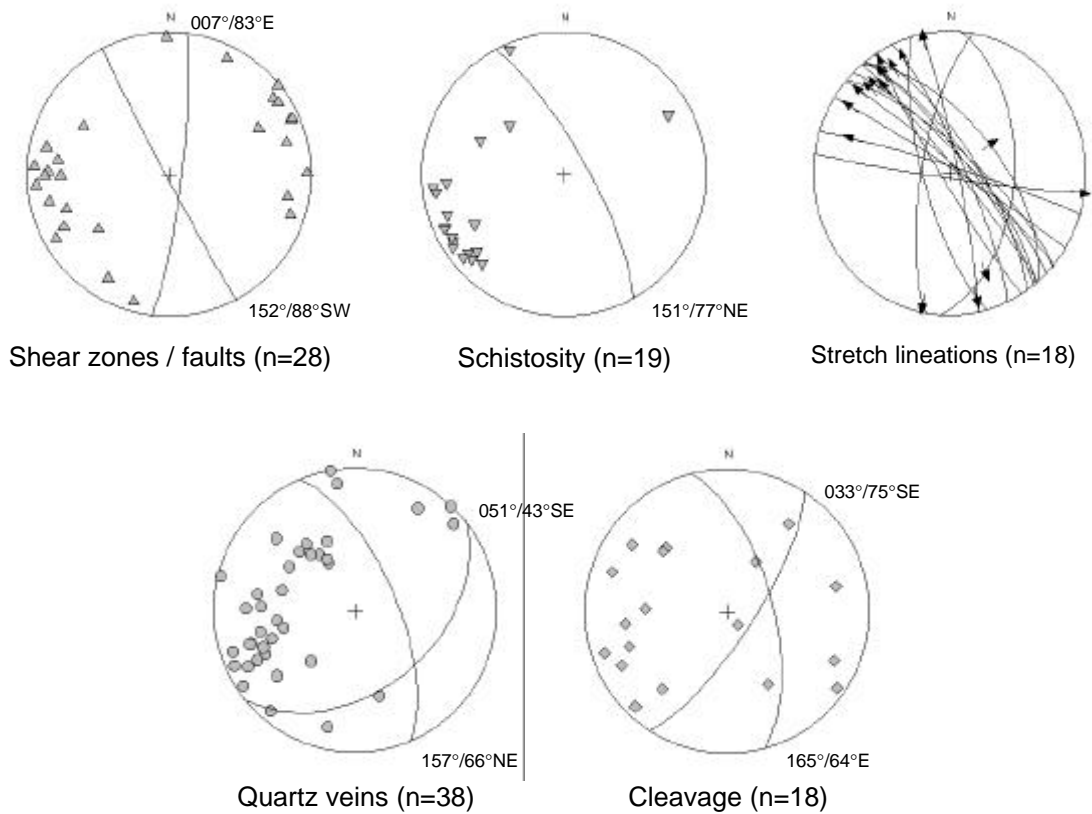 N
007°/83°E
152°/88°SW
Shear zones / faults (n=28)
N
151°/77°NE
Schistosity (n=19)
N
Stretch lineations (n=18)
N
051°/43°SE
157°/66°NE
Quartz veins (n=38)
N
033°/75°SE
165°/64°E
Cleavage (n=18)